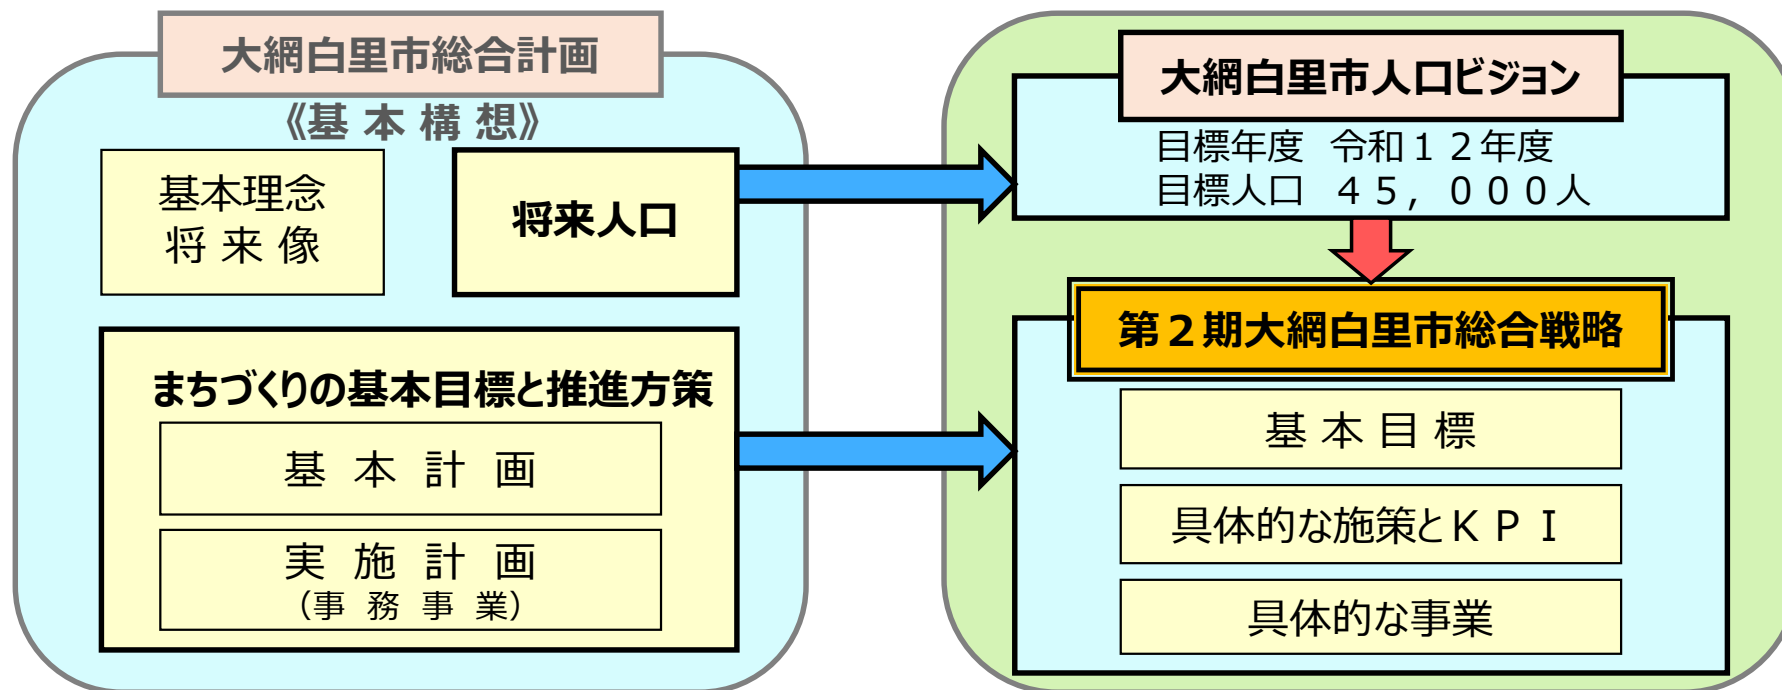 大網白里市総合計画
《基 本 構 想》
基本理念
将 来 像
将来人口
まちづくりの基本目標と推進方策
基 本 計 画
実 施 計 画
（事 務 事 業）
大網白里市人口ビジョン
目標年度 令和１２年度
目標人口 ４５，０００人
第２期大網白里市総合戦略
基 本 目 標
具体的な施策とＫＰＩ
具体的な事業